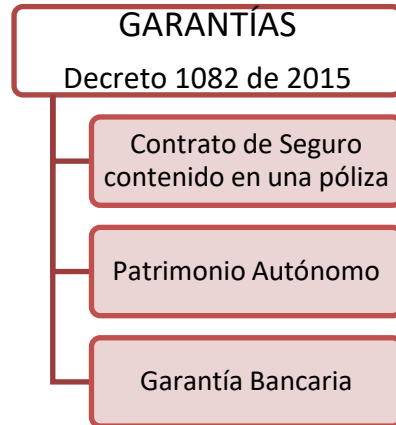 GARANTÍAS
Decreto 1082 de 2015
Contrato de Seguro
contenido en una póliza
Patrimonio Autónomo
Garantía Bancaria